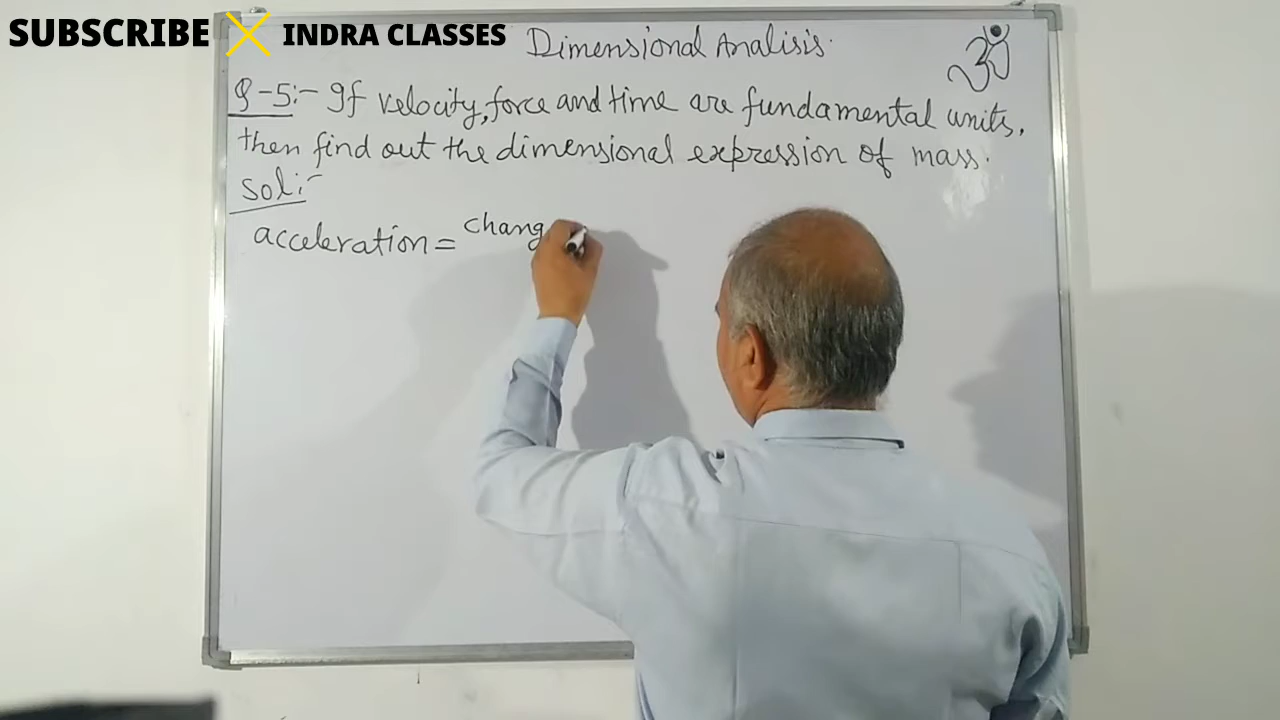 SUBSCRIBE INDRA CLASSES
Dimensional Analisis.
ॐ
Q-5:- If velocity, force and time are fundamental units,
then find out the dimensional expression of mass.
Sol:-
acceleration = chang